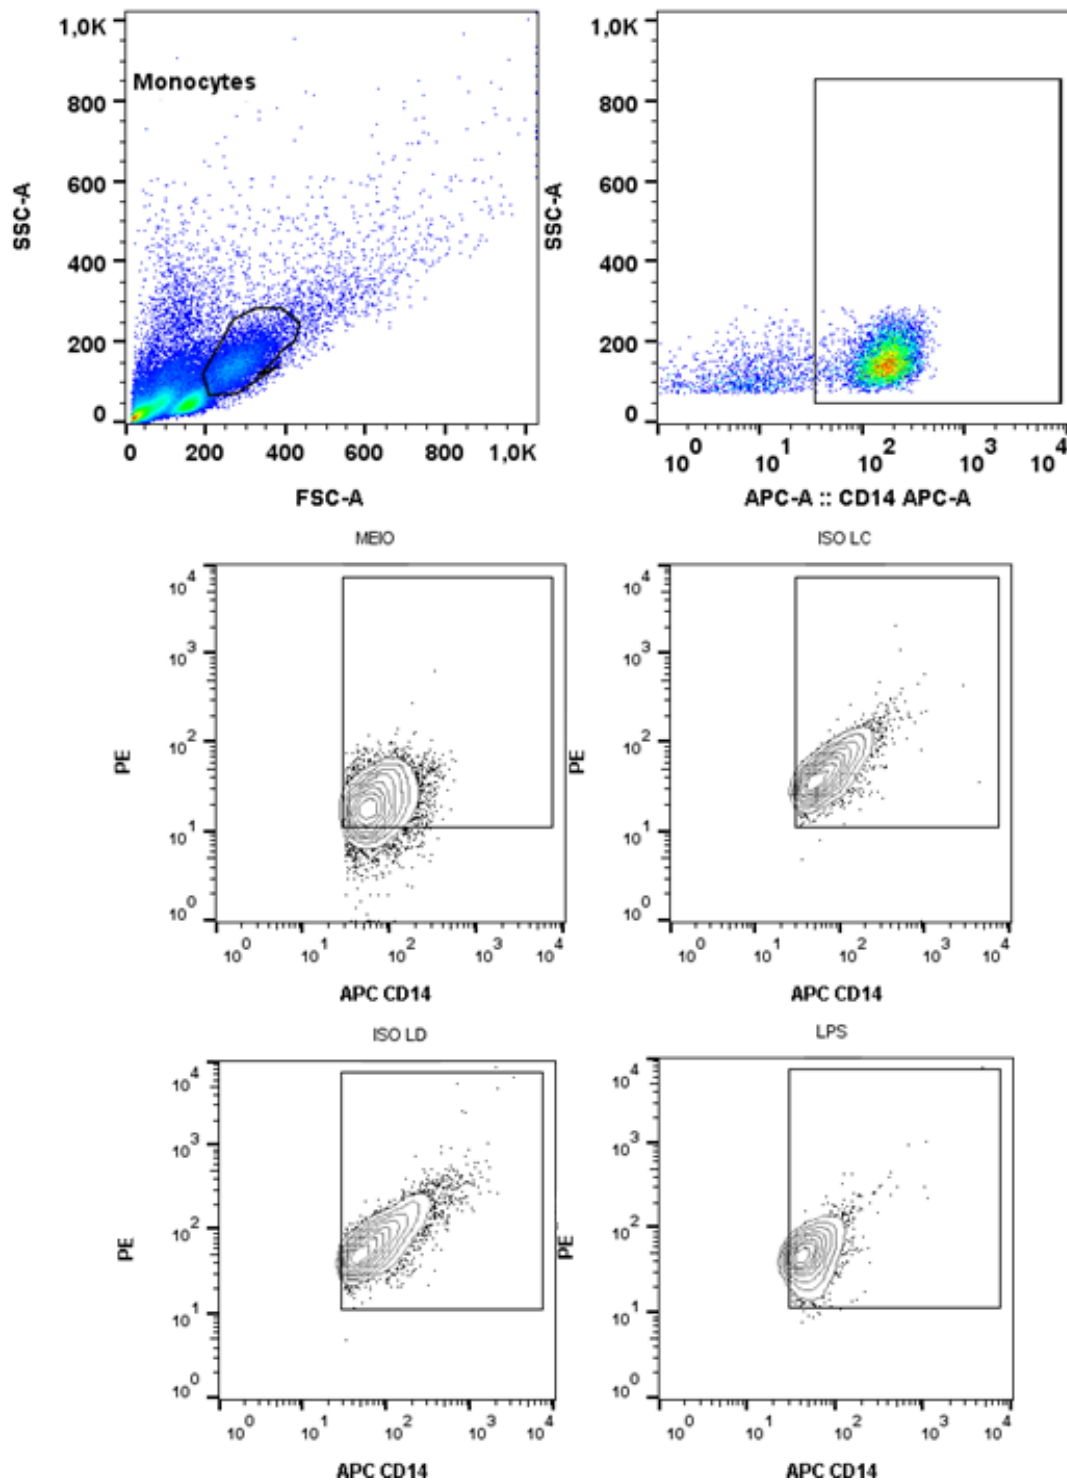 1,0K
800
600
400
200
0
SSC-A
Monocytes
0 200 400 600 800 1,0K
FSC-A
1,0K
800
600
400
200
0
SSC-A
10^0 10^1 10^2 10^3 10^4
APC-A :: CD14 APC-A
MEIO
10^4
10^3
10^2
10^1
10^0
PE
10^0 10^1 10^2 10^3 10^4
APC CD14
ISO LC
10^4
10^3
10^2
10^1
10^0
PE
10^0 10^1 10^2 10^3 10^4
APC CD14
ISO LD
10^4
10^3
10^2
10^1
10^0
PE
10^0 10^1 10^2 10^3 10^4
APC CD14
LPS
10^4
10^3
10^2
10^1
10^0
PE
10^0 10^1 10^2 10^3 10^4
APC CD14